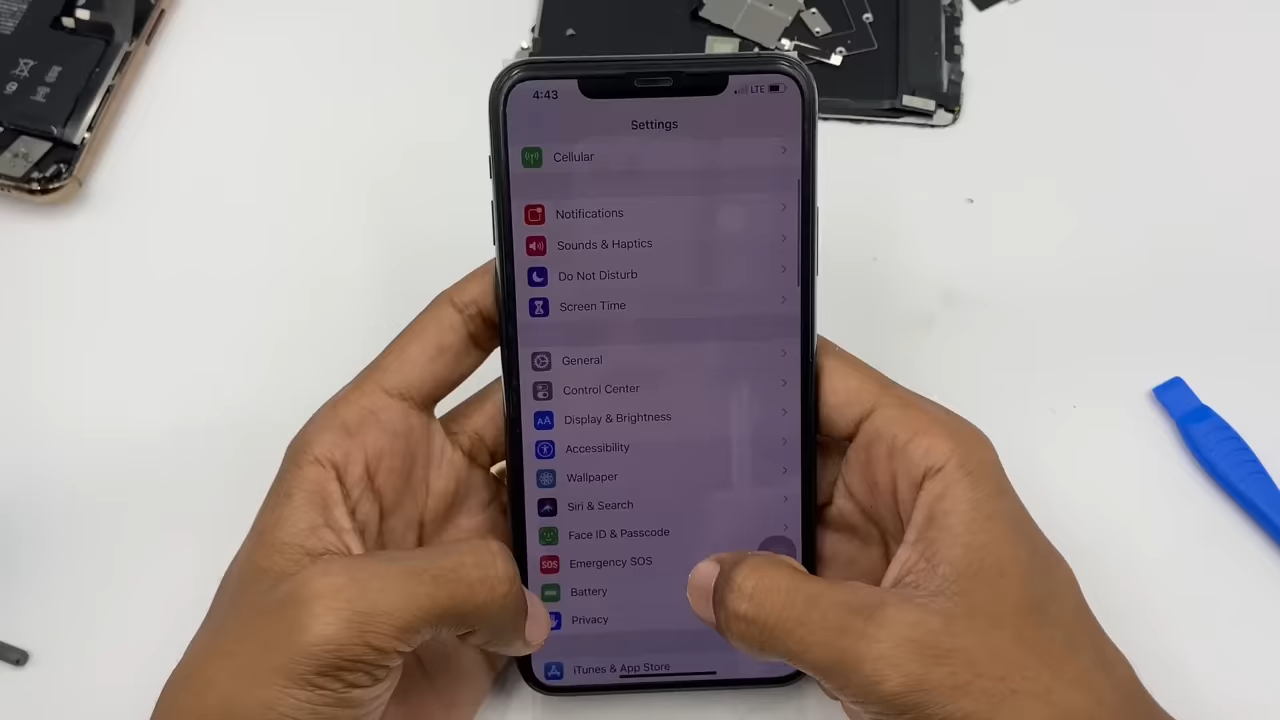 4:43
LTE
Settings
Cellular
Notifications
Sounds & Haptics
Do Not Disturb
Screen Time
General
Control Center
AA
Display & Brightness
Accessibility
Wallpaper
Siri & Search
Face ID & Passcode
SOS
Emergency SOS
Battery
Privacy
iTunes & App Store